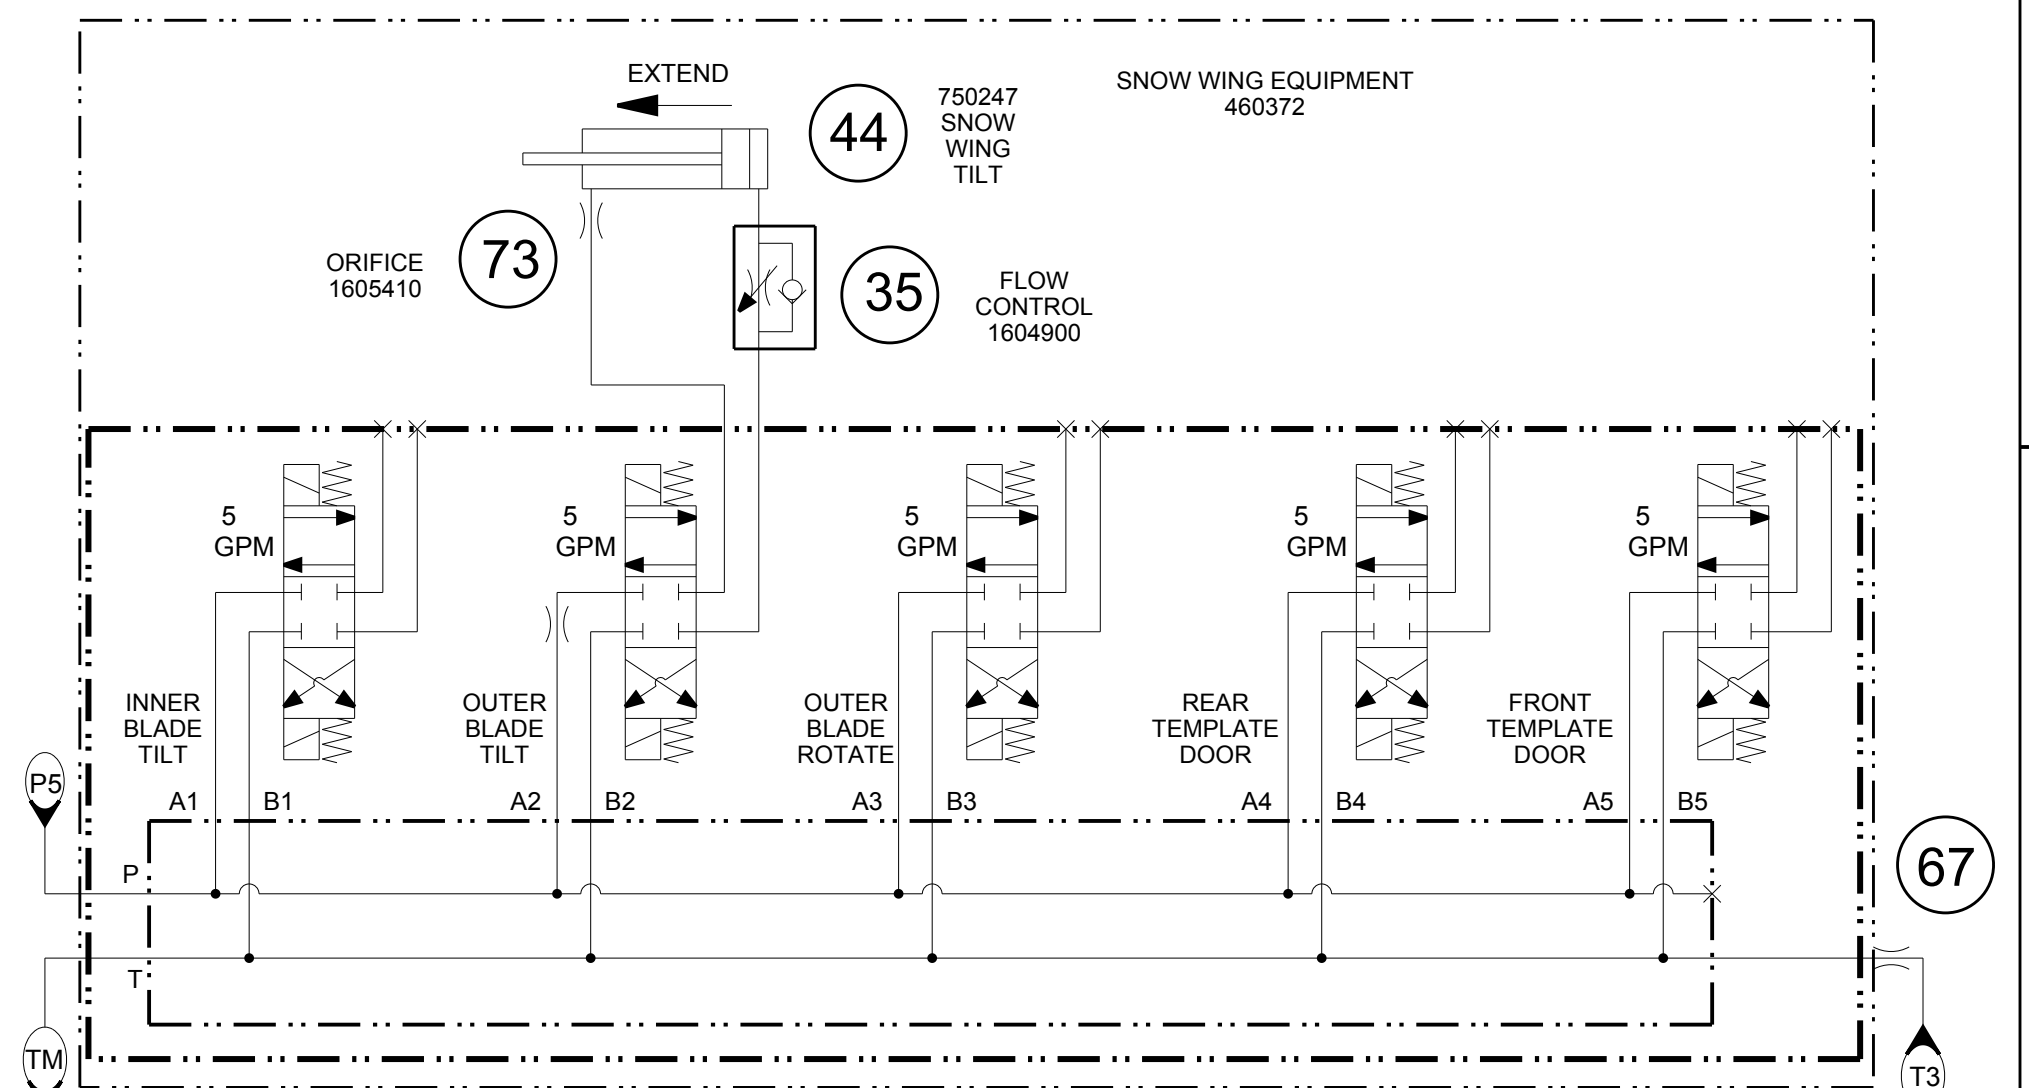 EXTEND
44
750247
SNOW
WING
TILT
SNOW WING EQUIPMENT
460372
ORIFICE
1605410
73
35
FLOW
CONTROL
1604900
5
GPM
5
GPM
5
GPM
5
GPM
5
GPM
INNER
BLADE
TILT
OUTER
BLADE
TILT
OUTER
BLADE
ROTATE
REAR
TEMPLATE
DOOR
FRONT
TEMPLATE
DOOR
P5
A1
B1
A2
B2
A3
B3
A4
B4
A5
B5
67
P
T
TM
T3